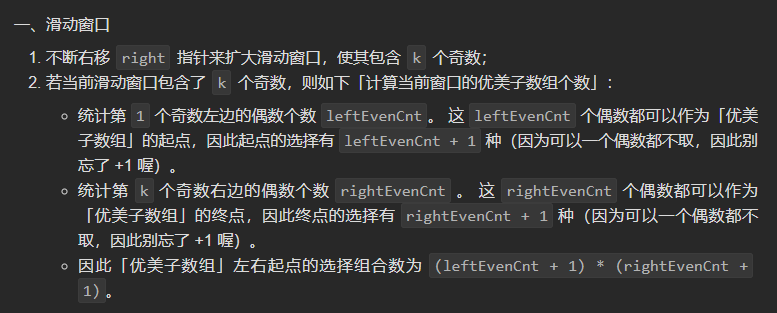 一、滑动窗口
1. 不断右移 right 指针来扩大滑动窗口，使其包含 k 个奇数；
2. 若当前滑动窗口包含了 k 个奇数，则如下「计算当前窗口的优美子数组个数」：
○ 统计第 1 个奇数左边的偶数个数 leftEvenCnt 。 这 leftEvenCnt 个偶数都可以作为「优美
子数组」的起点，因此起点的选择有 leftEvenCnt + 1 种（因为可以一个偶数都不取，因此别
忘了 +1 喔）。
○ 统计第 k 个奇数右边的偶数个数 rightEvenCnt 。 这 rightEvenCnt 个偶数都可以作为
「优美子数组」的终点，因此终点的选择有 rightEvenCnt + 1 种（因为可以一个偶数都不
取，因此别忘了 +1 喔）。
○ 因此「优美子数组」左右起点的选择组合数为 (leftEvenCnt + 1) * (rightEvenCnt +
1)。